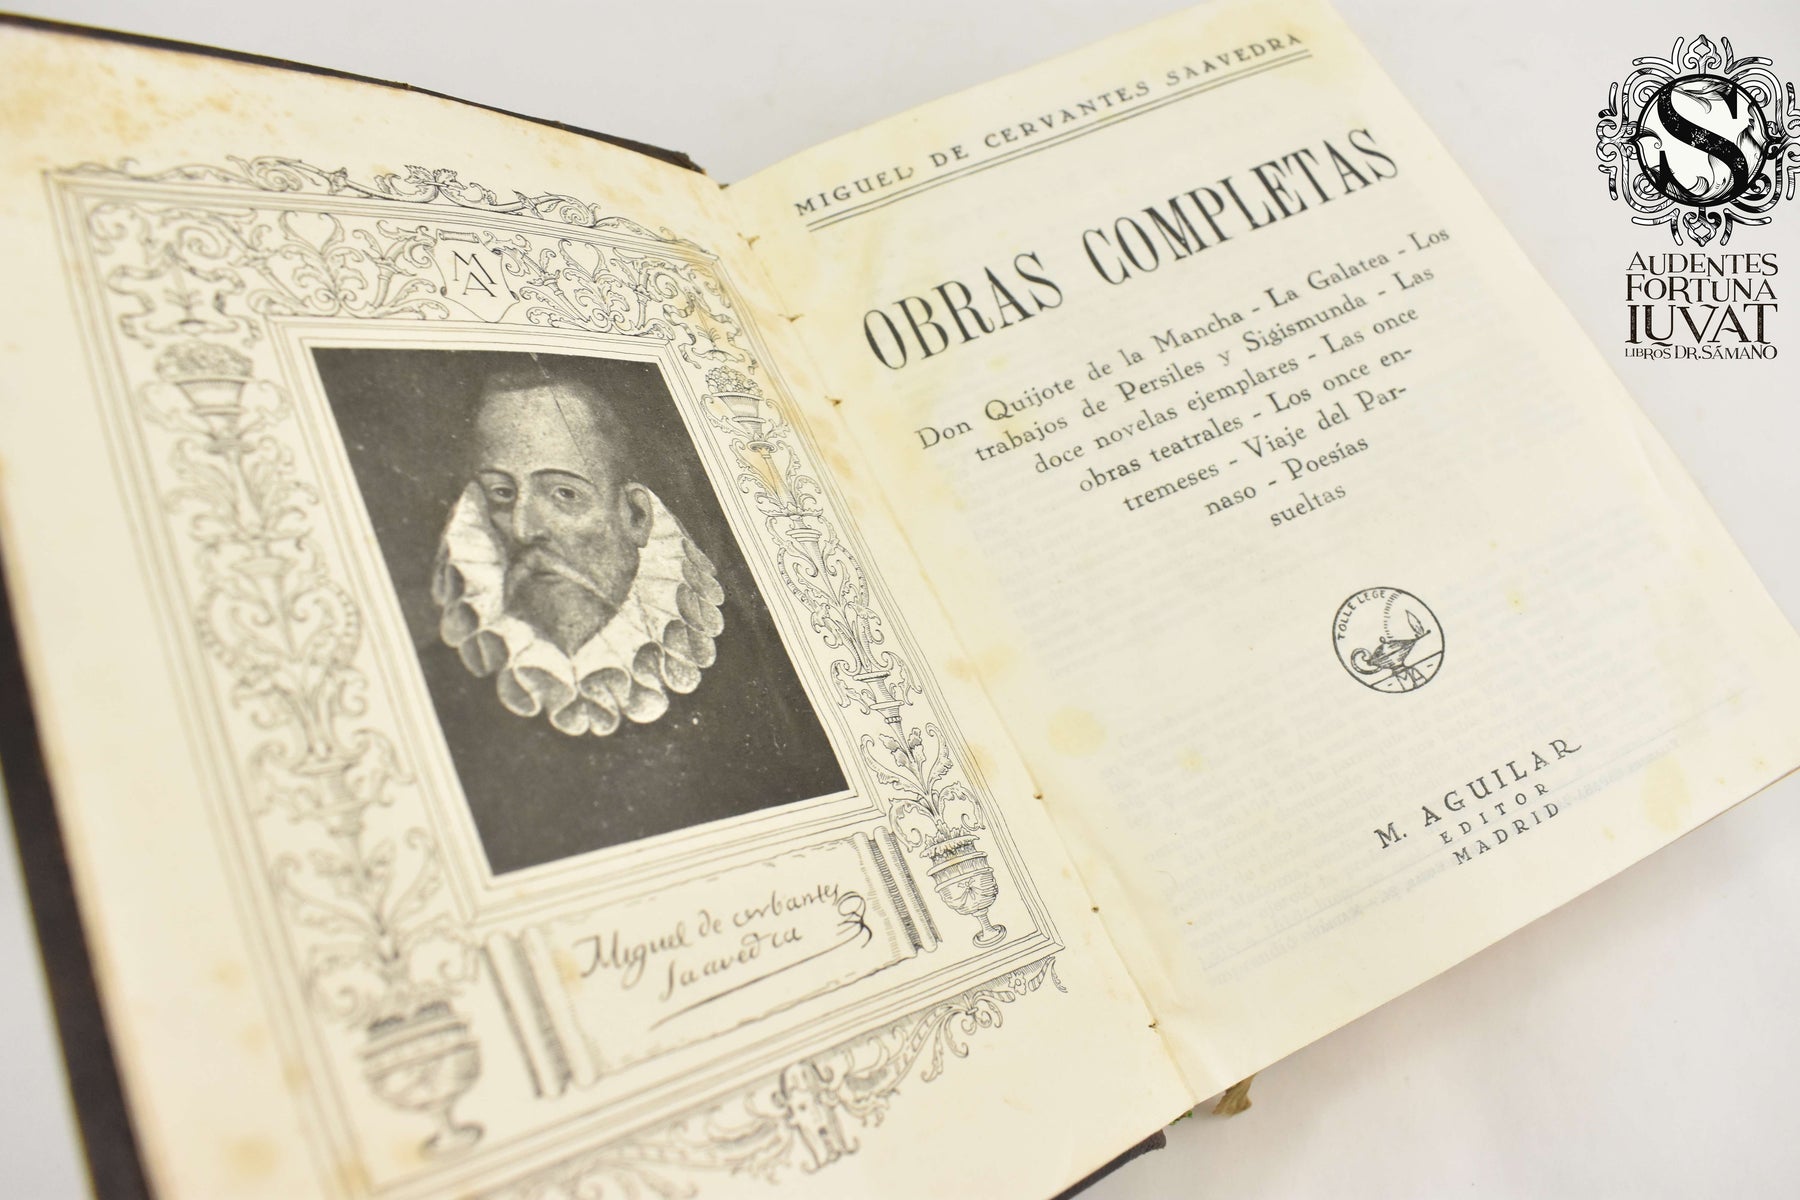 MA
Miguel de cerbantes
saavedra
MIGUEL DE CERVANTES SAAVEDRA
OBRAS COMPLETAS
Don Quijote de la Mancha - La Galatea - Los
trabajos de Persiles y Sigismunda - Las
doce novelas ejemplares - Las once
obras teatrales - Los once en-
tremeses - Viaje del Par-
naso - Poesías
sueltas
TOLLE LEGE
MA
M. AGUILAR
EDITOR
MADRID
S
AUDENTES
FORTUNA
IUVAT
LIBROS DR. SÁMANO